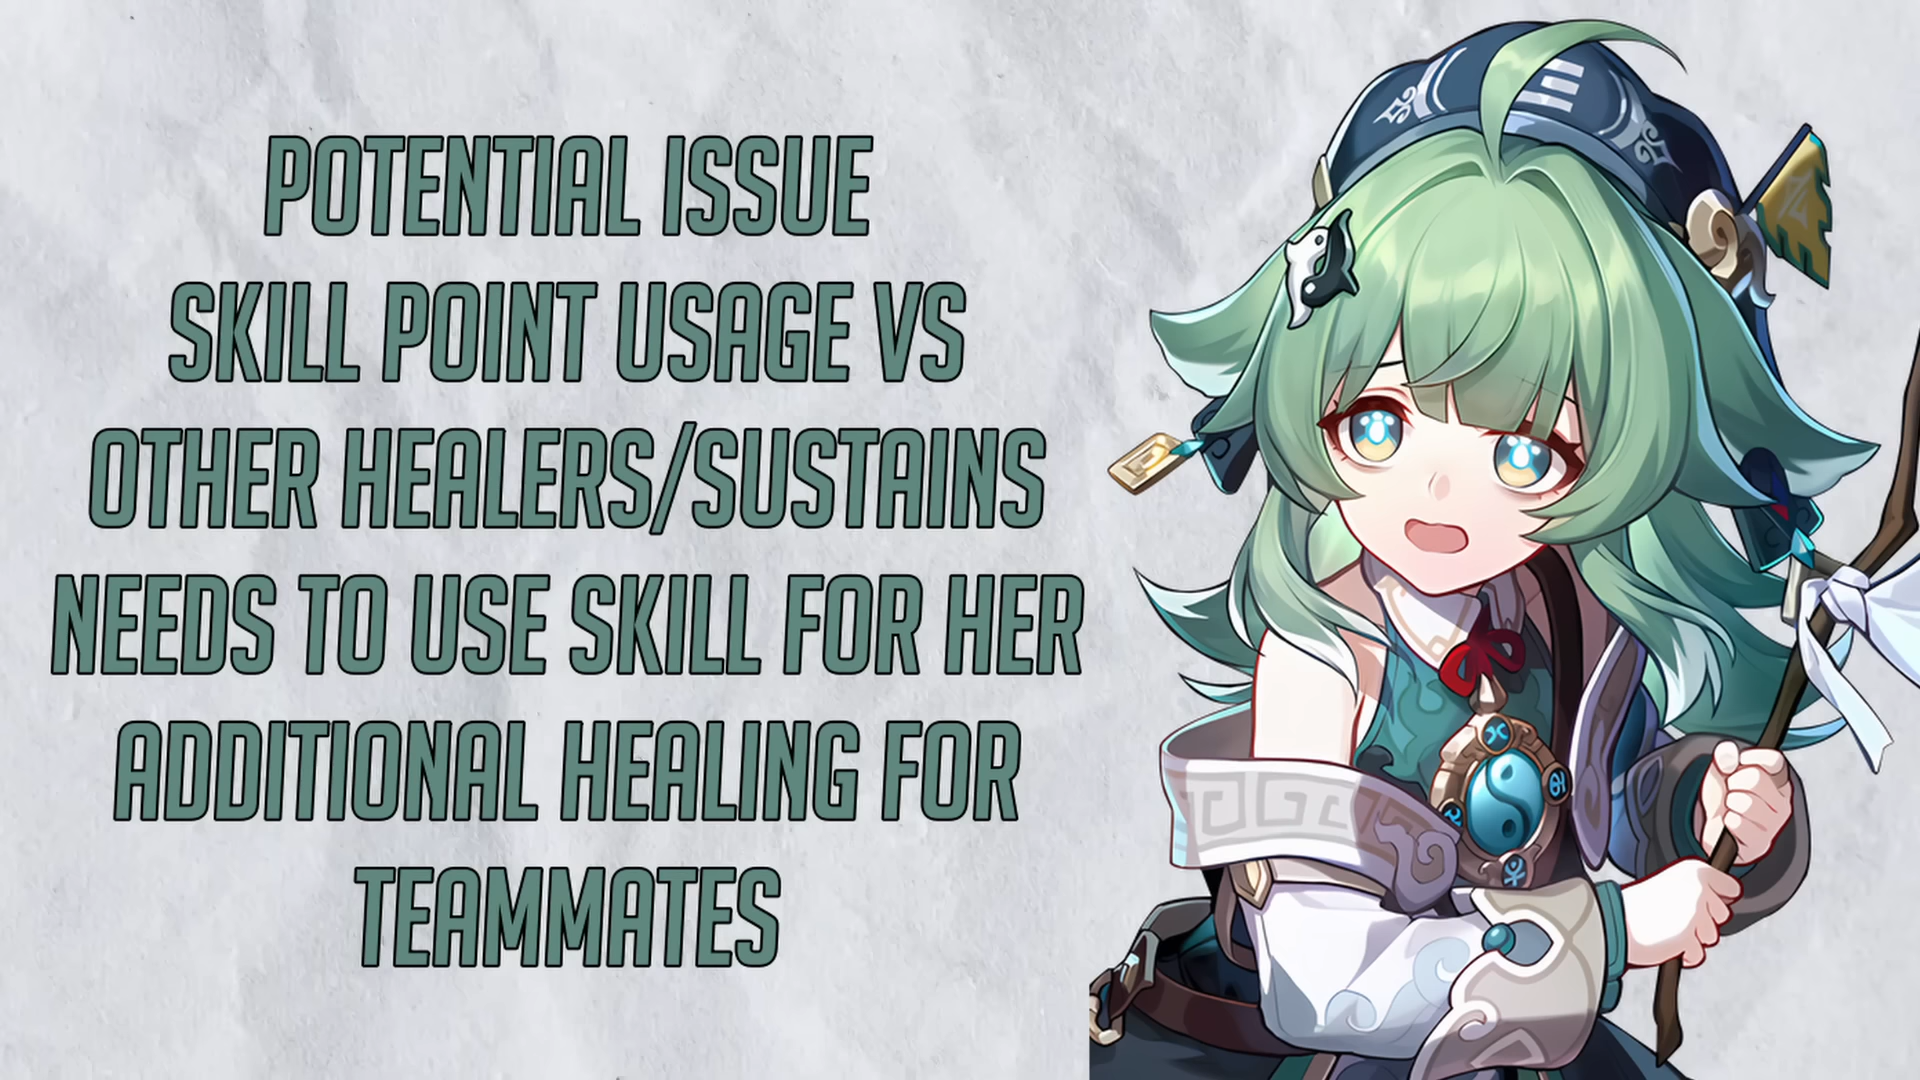 POTENTIAL ISSUE
SKILL POINT USAGE VS
OTHER HEALERS/SUSTAINS
NEEDS TO USE SKILL FOR HER
ADDITIONAL HEALING FOR
TEAMMATES